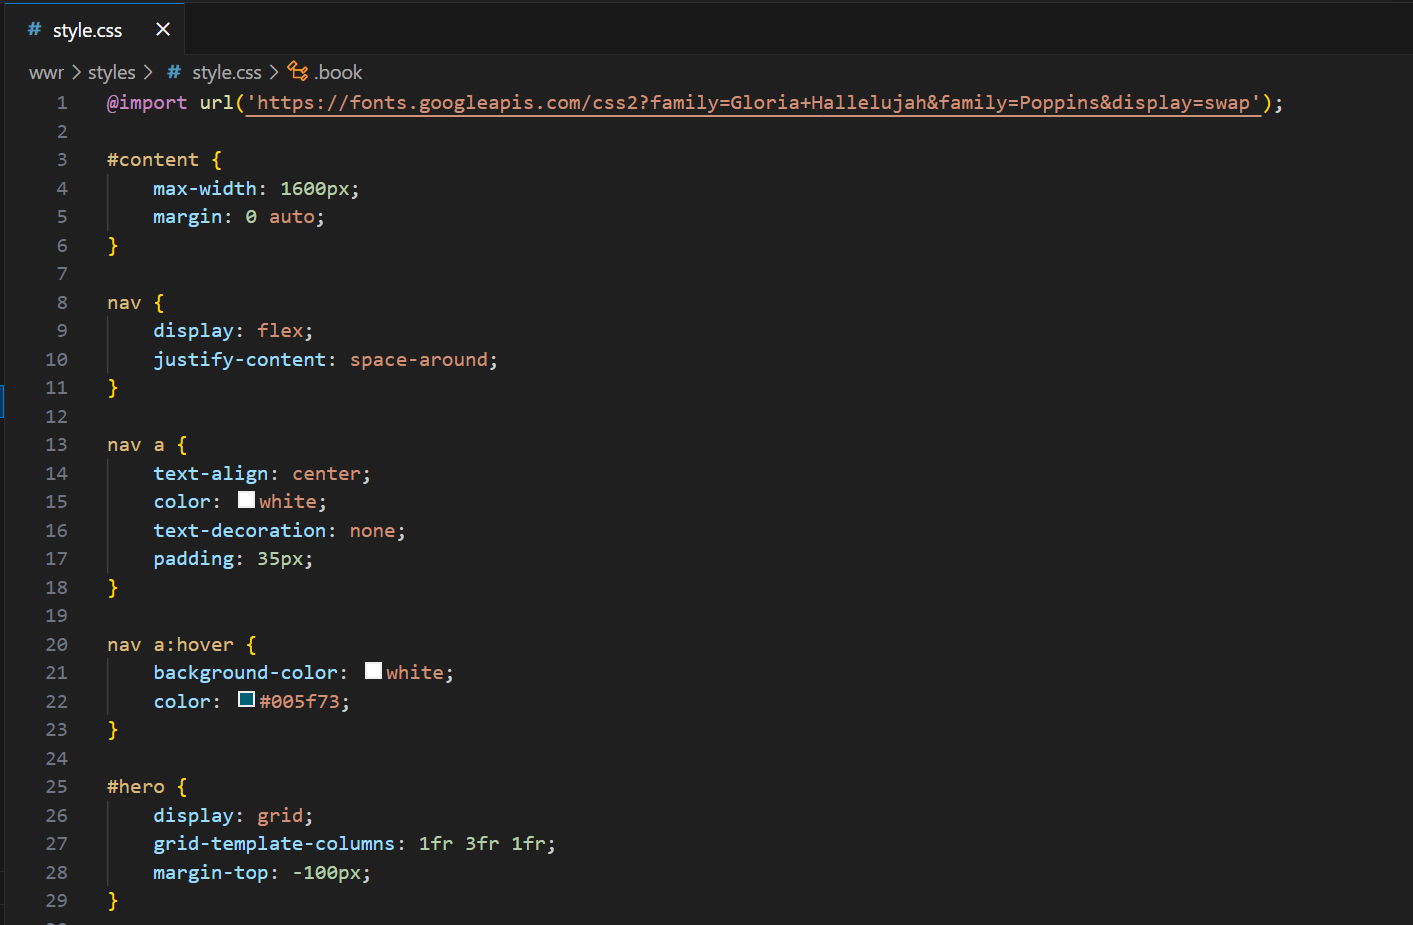 # style.css ×
wwr > styles > # style.css > .book
1 @import url('https://fonts.googleapis.com/css2?family=Gloria+Hallelujah&family=Poppins&display=swap');
2
3 #content {
4     max-width: 1600px;
5     margin: 0 auto;
6 }
7
8 nav {
9     display: flex;
10     justify-content: space-around;
11 }
12
13 nav a {
14     text-align: center;
15     color: white;
16     text-decoration: none;
17     padding: 35px;
18 }
19
20 nav a:hover {
21     background-color: white;
22     color: #005f73;
23 }
24
25 #hero {
26     display: grid;
27     grid-template-columns: 1fr 3fr 1fr;
28     margin-top: -100px;
29 }